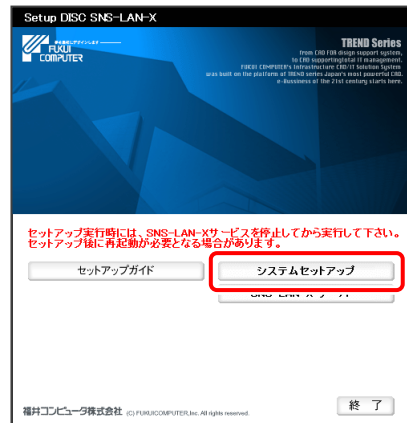 Setup DISC SNS-LAN-X
FUKUI
COMPUTER
TREND Series
from CAD FOR design support system,
to CAD supportingtotal IT management.
FUKUI COMPUTER's Infrastructure CAD/IT Solution System
was built on the platform of TREND series Japan's most powerful CAD.
e-Bussiness of the 21st century starts here.
セットアップ実行時には、SNS-LAN-Xサービスを停止してから実行して下さい。
セットアップ後に再起動が必要となる場合があります。
セットアップガイド
システムセットアップ
福井コンピュータ株式会社 (C) FUKUICOMPUTER,Inc. All rights reserved.
終 了